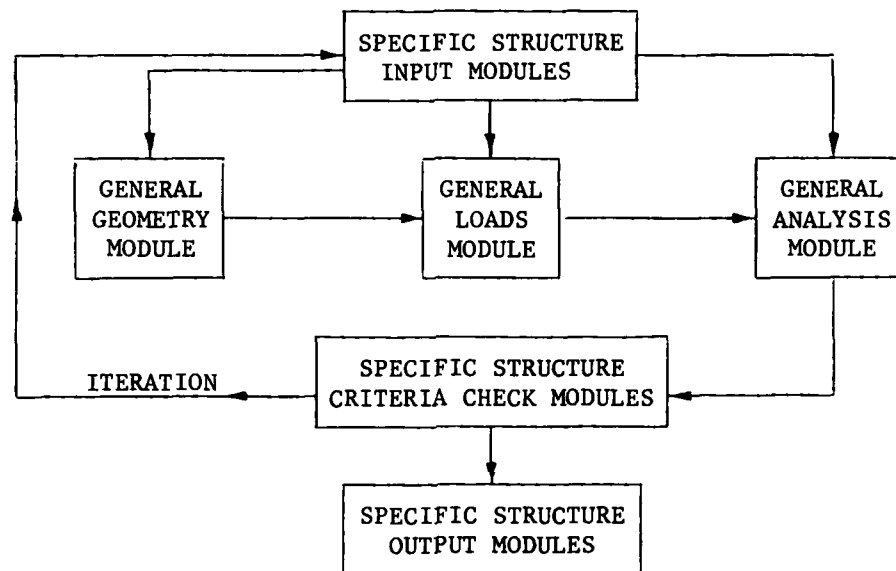 SPECIFIC STRUCTURE
INPUT MODULES
GENERAL
GEOMETRY
MODULE
GENERAL
LOADS
MODULE
GENERAL
ANALYSIS
MODULE
ITERATION
SPECIFIC STRUCTURE
CRITERIA CHECK MODULES
SPECIFIC STRUCTURE
OUTPUT MODULES